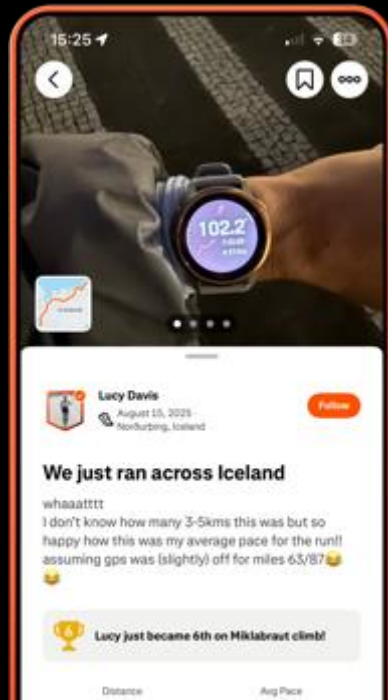 15:25
102.2
Lucy Davis
August 15, 2025
Norðurþing, Iceland
Follow
We just ran across Iceland
whaaatttt
I don't know how many 3-5kms this was but so
happy how this was my average pace for the run!!
assuming gps was (slightly) off for miles 63/87😂
😂
6
Lucy just became 6th on Miklabraut climb!
Distance
Avg Pace